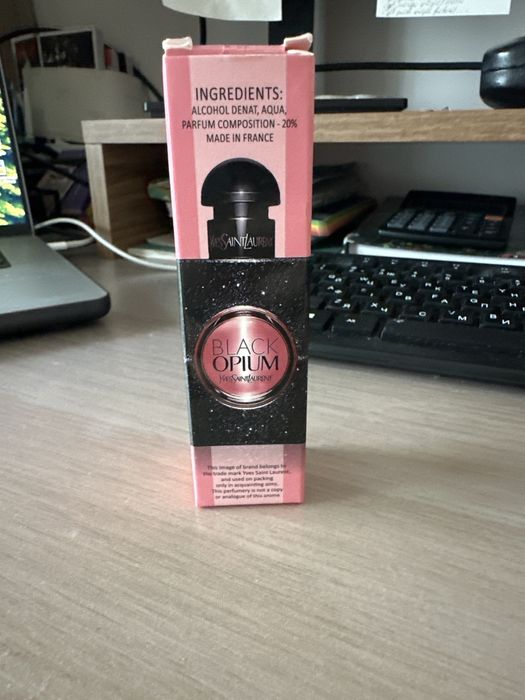 INGREDIENTS:
ALCOHOL DENAT, AQUA,
PARFUM COMPOSITION - 20%
MADE IN FRANCE
YVESSAINTLAURENT
BLACK
OPIUM
YVESSAINTLAURENT
This image of brand belongs to
the trade mark Yves Saint Laurent,
and used on packing
only in acquainting aims.
This perfumery is not a copy
or analogue of this aroma